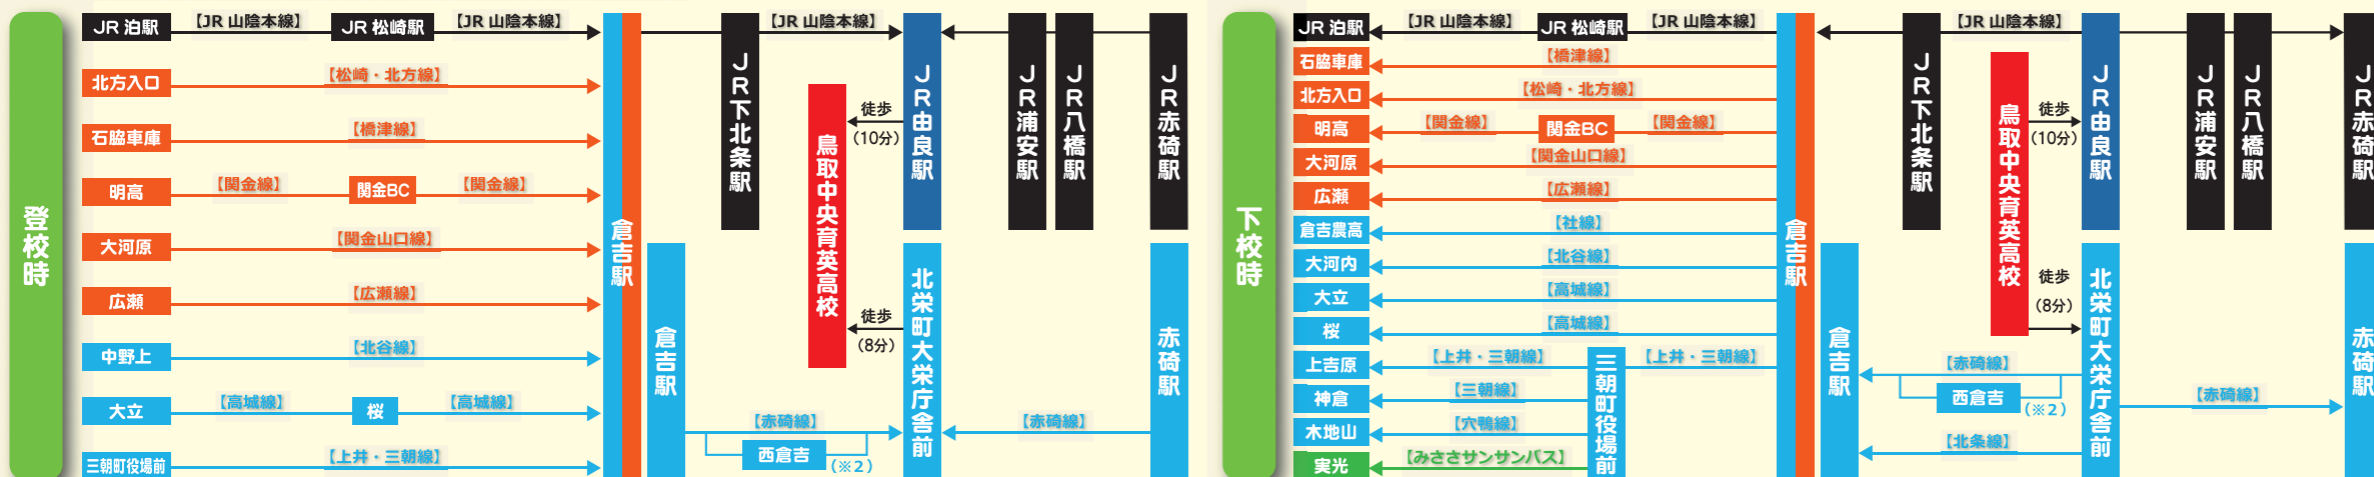 登校時
JR 泊駅
【JR 山陰本線】
JR 松崎駅
【JR 山陰本線】
北方入口
【松崎・北方線】
石脇車庫
【橋津線】
明高
【関金線】
関金BC
【関金線】
大河原
【関金山口線】
広瀬
【広瀬線】
中野上
【北谷線】
大立
【高城線】
桜
【高城線】
三朝町役場前
【上井・三朝線】
倉吉駅
倉吉駅
【JR 山陰本線】
JR下北条駅
鳥取中央育英高校
徒歩
(10分)
JR由良駅
徒歩
(8分)
北栄町大栄庁舎前
【赤碕線】
西倉吉
(※2)
JR浦安駅
JR八橋駅
JR赤碕駅
【赤碕線】
赤碕駅
下校時
JR 泊駅
【JR 山陰本線】
JR 松崎駅
【JR 山陰本線】
石脇車庫
【橋津線】
北方入口
【松崎・北方線】
明高
【関金線】
関金BC
【関金線】
大河原
【関金山口線】
広瀬
【広瀬線】
倉吉農高
【社線】
大河内
【北谷線】
大立
【高城線】
桜
【高城線】
上吉原
【上井・三朝線】
三朝町役場前
【上井・三朝線】
神倉
【三朝線】
木地山
【穴鴨線】
実光
【みささサンサンバス】
倉吉駅
倉吉駅
【JR 山陰本線】
JR下北条駅
鳥取中央育英高校
徒歩
(10分)
JR由良駅
徒歩
(8分)
北栄町大栄庁舎前
【赤碕線】
西倉吉
(※2)
【北条線】
JR浦安駅
JR八橋駅
JR赤碕駅
【赤碕線】
赤碕駅